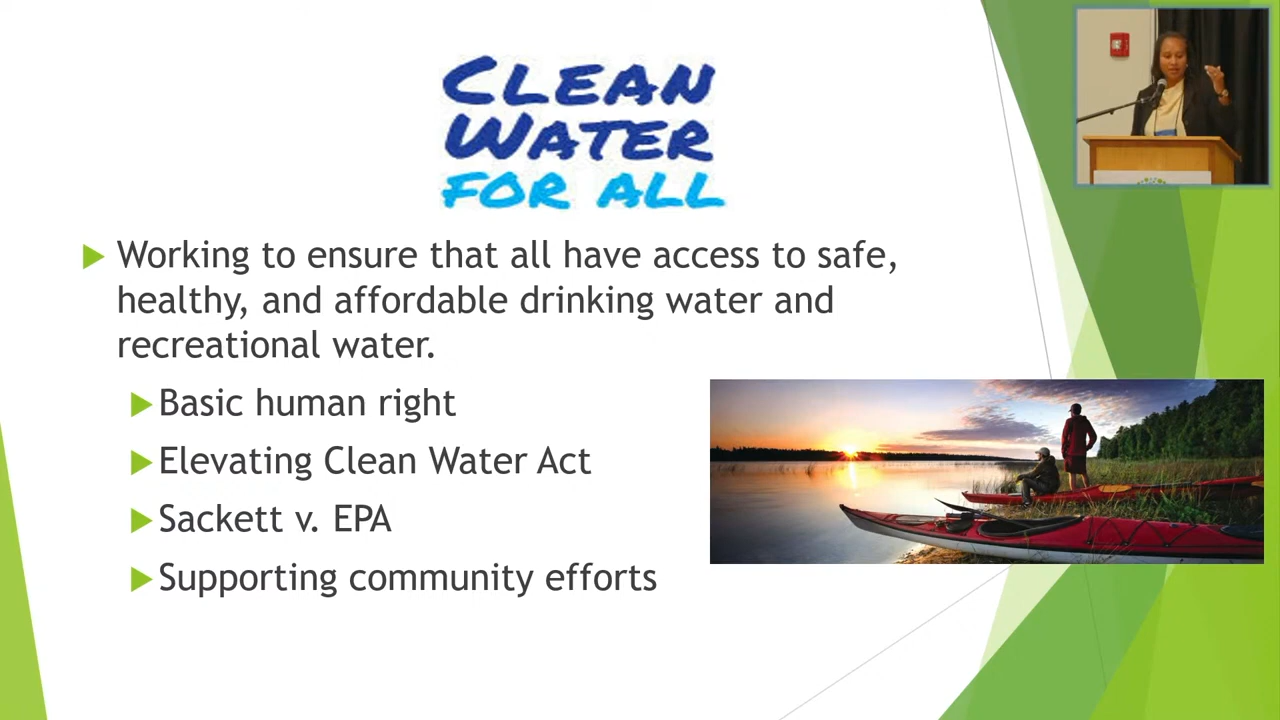 CLEAN
WATER
FOR ALL
Working to ensure that all have access to safe,
healthy, and affordable drinking water and
recreational water.
Basic human right
Elevating Clean Water Act
Sackett v. EPA
Supporting community efforts